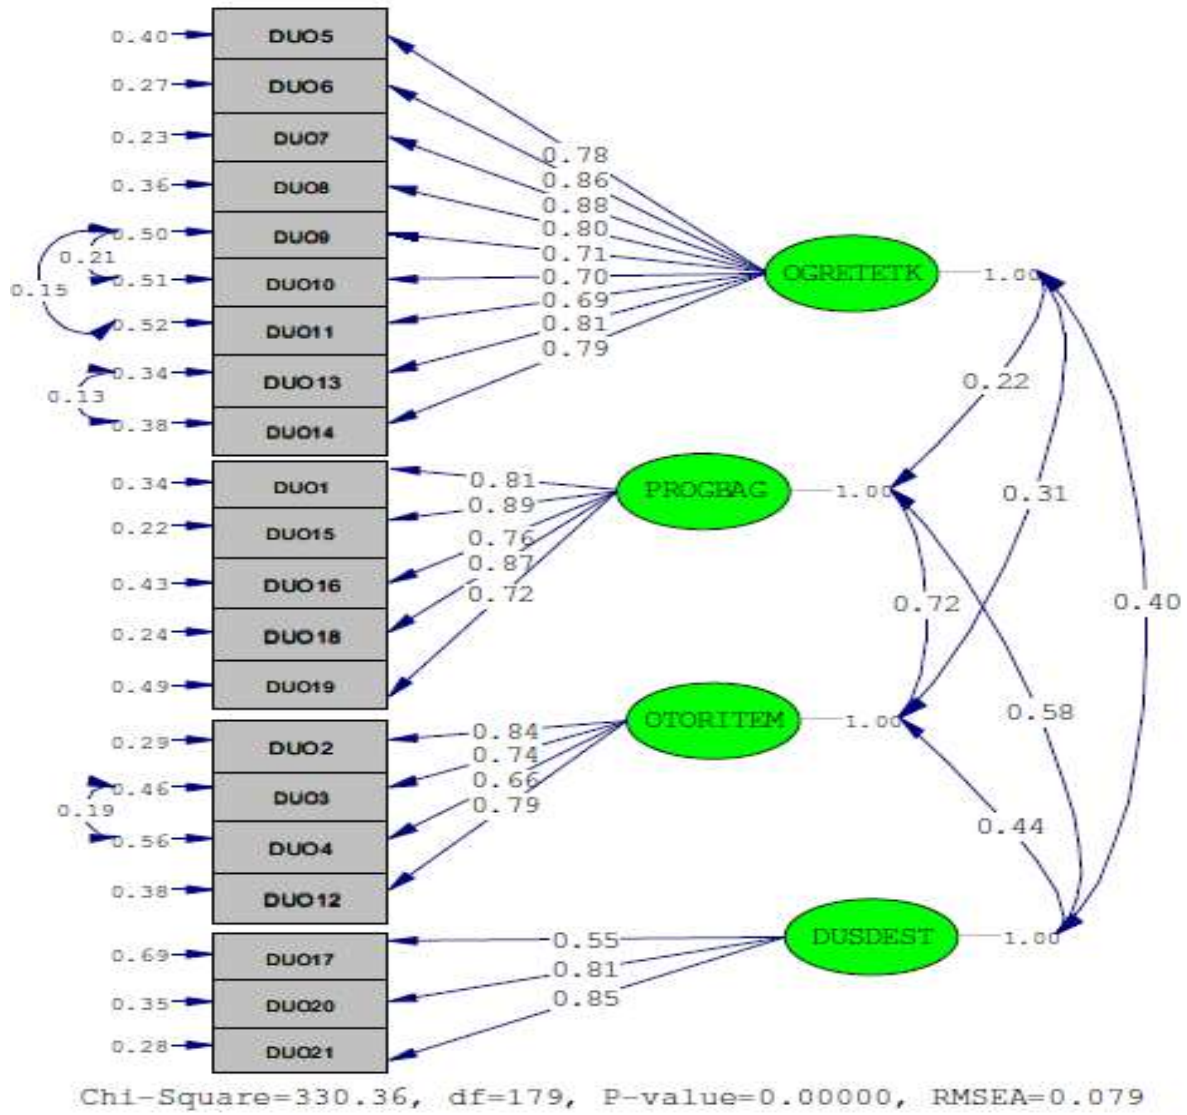 0.40 DUO5
0.27 DUO6
0.23 DUO7
0.36 DUO8
0.50 DUO9
0.51 DUO10
0.52 DUO11
0.34 DUO13
0.38 DUO14
0.21
0.15
0.13
0.78
0.86
0.88
0.80
0.71
0.70
0.69
0.81
0.79
OGRETETK 1.00
0.34 DUO1
0.22 DUO15
0.43 DUO16
0.24 DUO18
0.49 DUO19
0.81
0.89
0.76
0.87
0.72
PROGBAG 1.00
0.29 DUO2
0.46 DUO3
0.56 DUO4
0.38 DUO12
0.19
0.84
0.74
0.66
0.79
OTORITEM 1.00
0.69 DUO17
0.35 DUO20
0.28 DUO21
0.55
0.81
0.85
DUSDEST 1.00
0.22
0.31
0.40
0.72
0.58
0.44
Chi-Square=330.36, df=179, P-value=0.00000, RMSEA=0.079